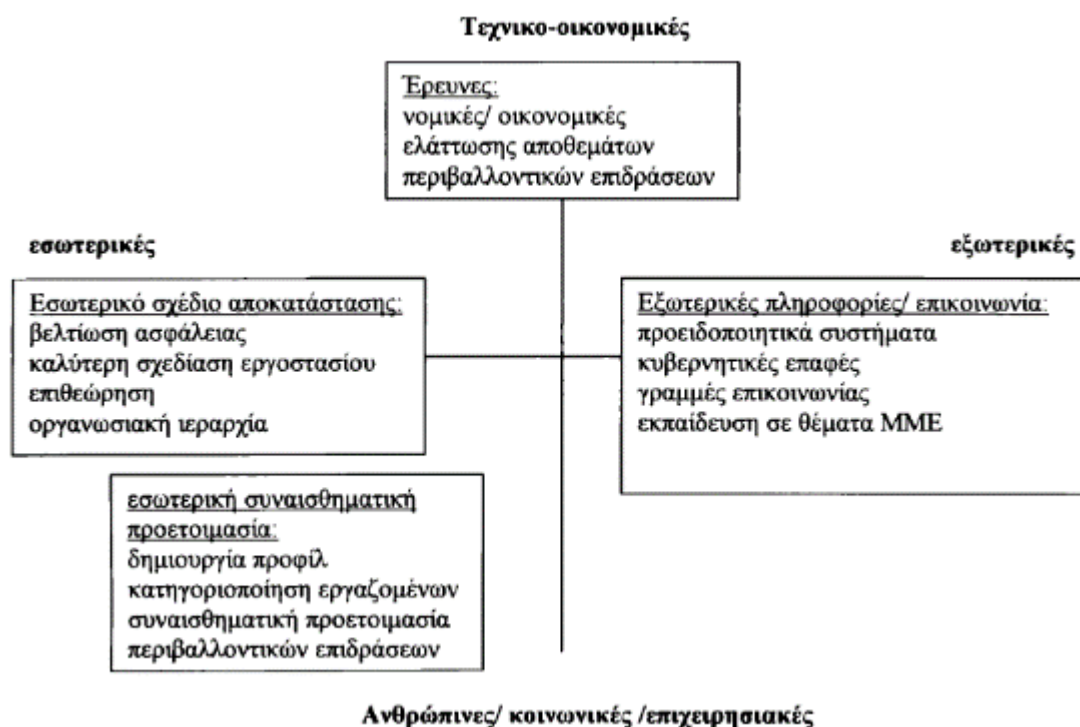 Τεχνικο-οικονομικές
Έρευνες:
νομικές/ οικονομικές
ελάττωσης αποθεμάτων
περιβαλλοντικών επιδράσεων
εσωτερικές
εξωτερικές
Εσωτερικό σχέδιο αποκατάστασης:
βελτίωση ασφάλειας
καλύτερη σχεδίαση εργοστασίου
επιθεώρηση
οργανωσιακή ιεραρχία
Εξωτερικές πληροφορίες/ επικοινωνία:
προειδοποιητικά συστήματα
κυβερνητικές επαφές
γραμμές επικοινωνίας
εκπαίδευση σε θέματα ΜΜΕ
εσωτερική συναισθηματική
προετοιμασία:
δημιουργία προφίλ
κατηγοριοποίηση εργαζομένων
συναισθηματική προετοιμασία
περιβαλλοντικών επιδράσεων
Ανθρώπινες/ κοινωνικές /επιχειρησιακές